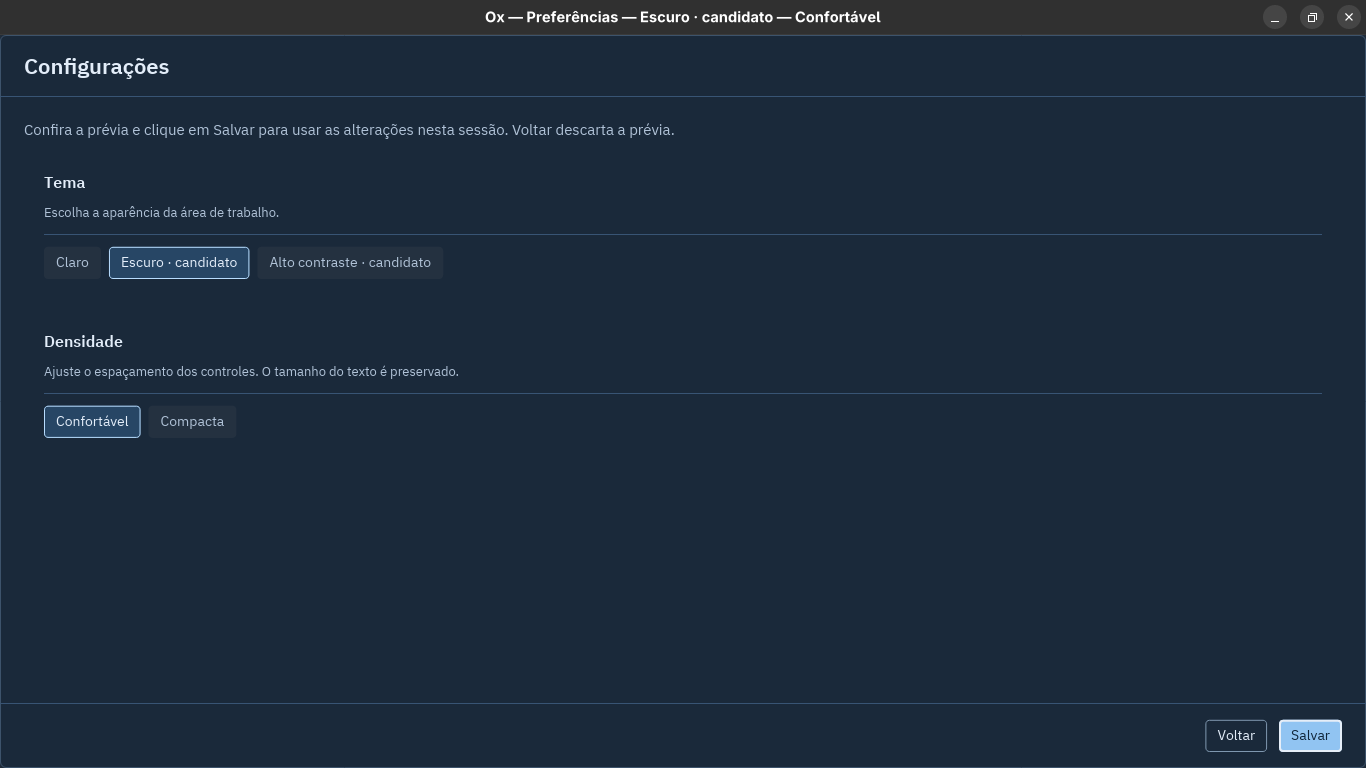 Ox — Preferências — Escuro · candidato — Confortável
Configurações
Confira a prévia e clique em Salvar para usar as alterações nesta sessão. Voltar descarta a prévia.
Tema
Escolha a aparência da área de trabalho.
Claro
Escuro · candidato
Alto contraste · candidato
Densidade
Ajuste o espaçamento dos controles. O tamanho do texto é preservado.
Confortável
Compacta
Voltar
Salvar